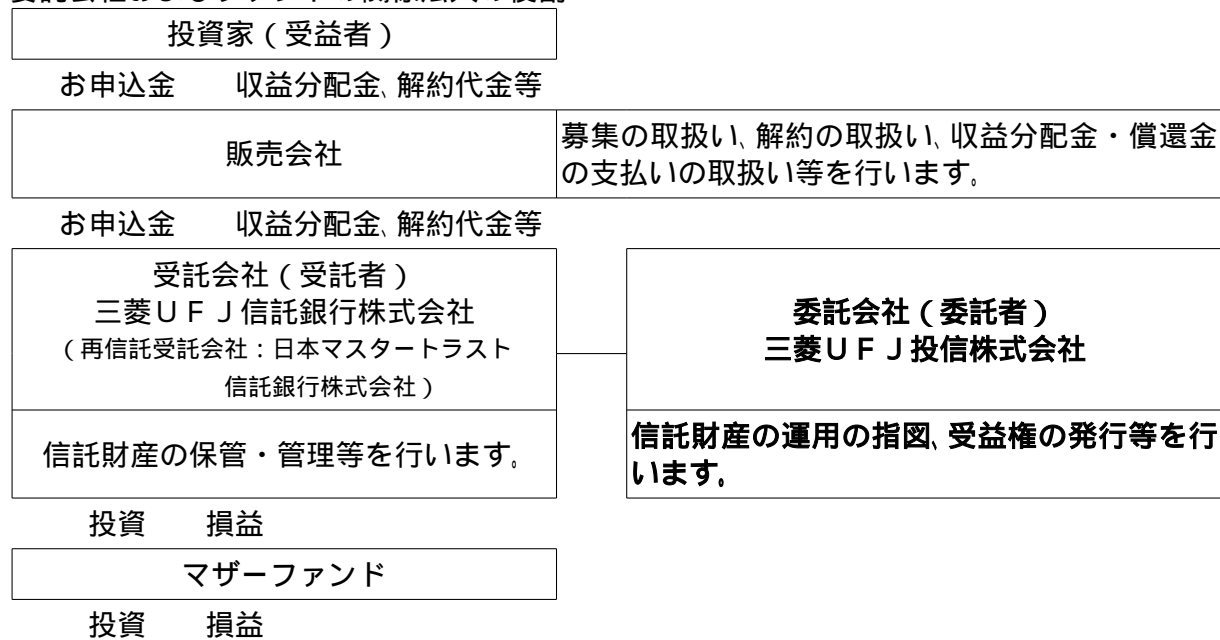 投資家(受益者)
お申込金 収益分配金、解約代金等
販売会社
募集の取扱い、解約の取扱い、収益分配金・償還金
の支払いの取扱い等を行います。
お申込金 収益分配金、解約代金等
受託会社(受託者)
三菱UFJ信託銀行株式会社
(再信託受託会社:日本マスタートラスト
信託銀行株式会社)
委託会社(委託者)
三菱UFJ投信株式会社
信託財産の保管・管理等を行います。
信託財産の運用の指図、受益権の発行等を行
います。
投資 損益
マザーファンド
投資 損益